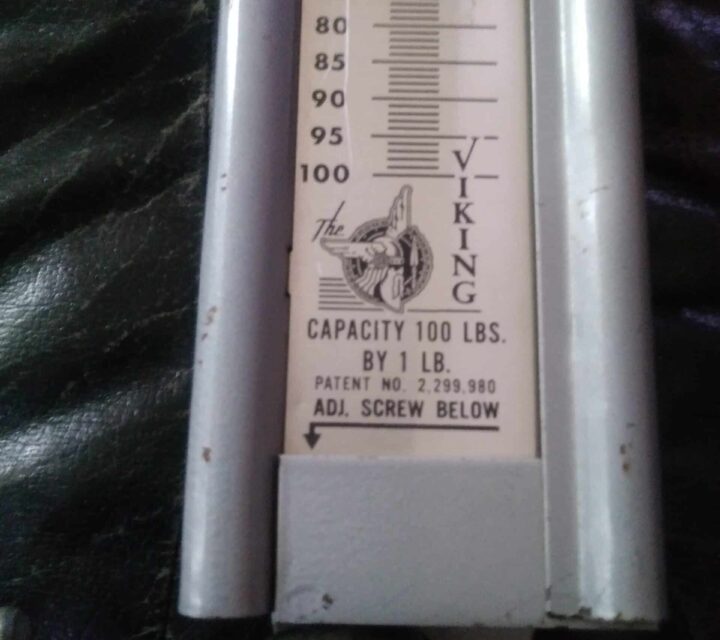 80
85
90
95
100
The
VIKING
CAPACITY 100 LBS.
BY 1 LB.
PATENT NO. 2,299,980
ADJ. SCREW BELOW